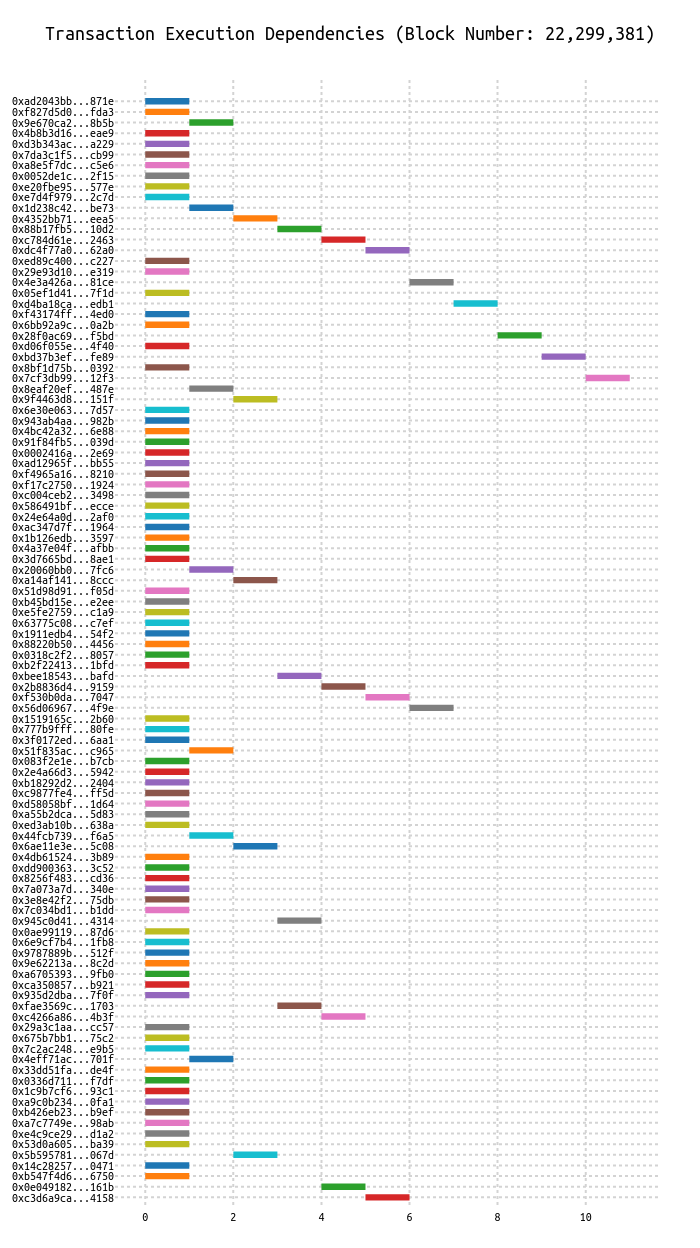 Transaction Execution Dependencies (Block Number: 22,299,381)
0xad2043bb...871e
0xf827d5d0...fda3
0x9e670ca2...8b5b
0x4b8b3d16...eae9
0xd3b343ac...a229
0x7da3c1f5...cb99
0xa8e5f7dc...c5e6
0x0052de1c...2f15
0xe20fbe95...577e
0xe7d4f979...2c7d
0x1d238c42...be73
0x4352bb71...eea5
0x88b17fb5...10d2
0xc784d61e...2463
0xdc4f77a0...62a0
0xed89c400...c227
0x29e93d10...e319
0x4e3a426a...81ce
0x05ef1d41...7f1d
0xd4ba18ca...edb1
0xf43174ff...4ed0
0x6bb92a9c...0a2b
0x28f0ac69...f5bd
0xd06f055e...4f40
0xbd37b3ef...fe89
0x8bf1d75b...0392
0x7cf3db99...12f3
0x8eaf20ef...487e
0x9f4463d8...151f
0x6e30e063...7d57
0x943ab4aa...982b
0x4bc42a32...6e88
0x91f84fb5...039d
0x0002416a...2e69
0xad12965f...bb55
0xf4965a16...8210
0xf17c2750...1924
0xc004ceb2...3498
0x586491bf...ecce
0x24e64a0d...2af0
0xac347d7f...1964
0x1b126edb...3597
0x4a37e04f...afbb
0x3d7665bd...8ae1
0x20060bb0...7fc6
0xa14af141...8ccc
0x51d98d91...f05d
0xb45bd15e...e2ee
0xe5fe2759...c1a9
0x63775c08...c7ef
0x1911edb4...54f2
0x88220b50...4456
0x0318c2f2...8057
0xb2f22413...1bfd
0xbee18543...bafd
0x2b8836d4...9159
0xf530b0da...7047
0x56d06967...4f9e
0x1519165c...2b60
0x777b9fff...80fe
0x3f0172ed...6aa1
0x51f835ac...c965
0x083f2e1e...b7cb
0x2e4a66d3...5942
0xb18292d2...2404
0xc9877fe4...ff5d
0xd58058bf...1d64
0xa55b2dca...5d83
0xed3ab10b...638a
0x44fcb739...f6a5
0x6ae11e3e...5c08
0x4db61524...3b89
0xdd900363...3c52
0x8256f483...cd36
0x7a073a7d...340e
0x3e8e42f2...75db
0x7c034bd1...b1dd
0x945c0d41...4314
0x0ae99119...87d6
0x6e9cf7b4...1fb8
0x9787889b...512f
0x9e62213a...8c2d
0xa6705393...9fb0
0xca350857...b921
0x935d2dba...7f0f
0xfae3569c...1703
0xc4266a86...4b3f
0x29a3c1aa...cc57
0x675b7bb1...75c2
0x7c2ac248...e9b5
0x4eff71ac...701f
0x33dd51fa...de4f
0x0336d711...f7df
0x1c9b7cf6...93c1
0xa9c0b234...0fa1
0xb426eb23...b9ef
0xa7c7749e...98ab
0xe4c9ce29...d1a2
0x53d0a605...ba39
0x5b595781...067d
0x14c28257...0471
0xb547f4d6...6750
0x0e049182...161b
0xc3d6a9ca...4158
0 2 4 6 8 10